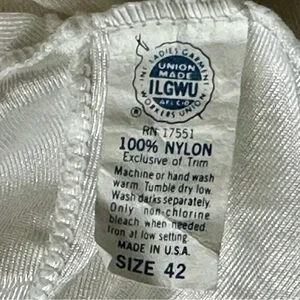 INT'L LADIES GARMENT
UNION
MADE
ILGWU
AFL CIO
WORKERS UNION
®
RN 17551
100% NYLON
Exclusive of Trim
Machine or hand wash
warm. Tumble dry low.
Wash darks separately.
Only non-chlorine
bleach when needed.
Iron at low setting.
MADE IN U.S.A.
SIZE 42